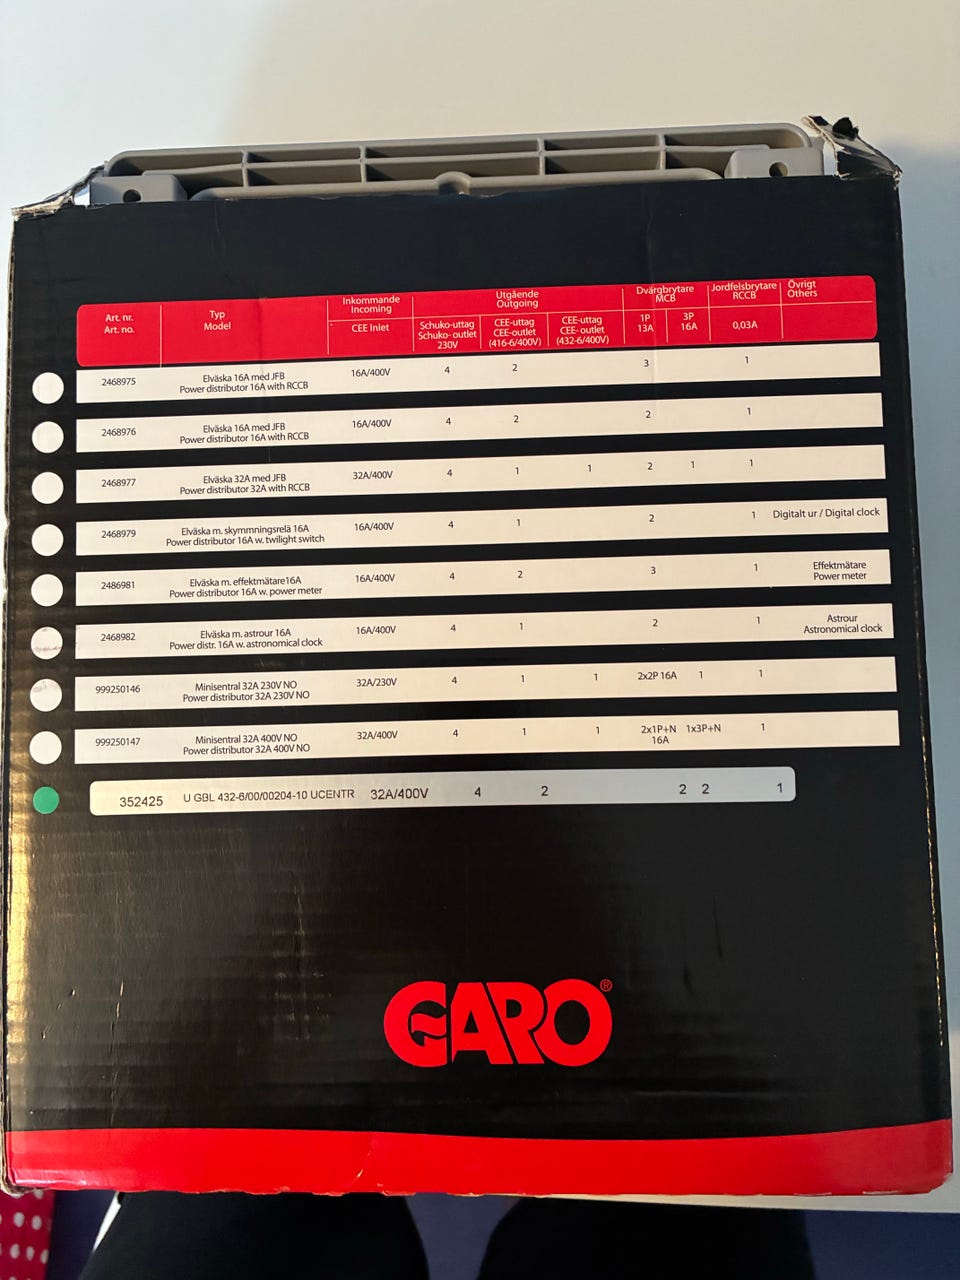 Art. nr.
Art. no.
Typ
Model
Inkommande
Incoming
CEE Inlet
Utgående
Outgoing
Schuko-uttag
Schuko- outlet
230V
CEE-uttag
CEE-outlet
(416-6/400V)
CEE-uttag
CEE- outlet
(432-6/400V)
Dvärgbrytare
MCB
1P
13A
3P
16A
Jordfelsbrytare
RCCB
0,03A
Övrigt
Others
2468975 Elväska 16A med JFB 16A/400V 4 2 3 1
Power distributor 16A with RCCB
2468976 Elväska 16A med JFB 16A/400V 4 2 2 1
Power distributor 16A with RCCB
2468977 Elväska 32A med JFB 32A/400V 4 1 1 2 1 1
Power distributor 32A with RCCB
2468979 Elväska m. skymmningsrelä 16A 16A/400V 4 1 2 1 Digitalt ur / Digital clock
Power distributor 16A w. twilight switch
2486981 Elväska m. effektmätare16A 16A/400V 4 2 3 1 Effektmätare
Power distributor 16A w. power meter Power meter
2468982 Elväska m. astrour 16A 16A/400V 4 1 2 1 Astrour
Power distr. 16A w. astronomical clock Astronomical clock
999250146 Minisentral 32A 230V NO 32A/230V 4 1 1 2x2P 16A 1 1
Power distributor 32A 230V NO
999250147 Minisentral 32A 400V NO 32A/400V 4 1 1 2x1P+N 1x3P+N 1
Power distributor 32A 400V NO 16A
352425 U GBL 432-6/00/00204-10 UCENTR 32A/400V 4 2 2 2 1
GARO®